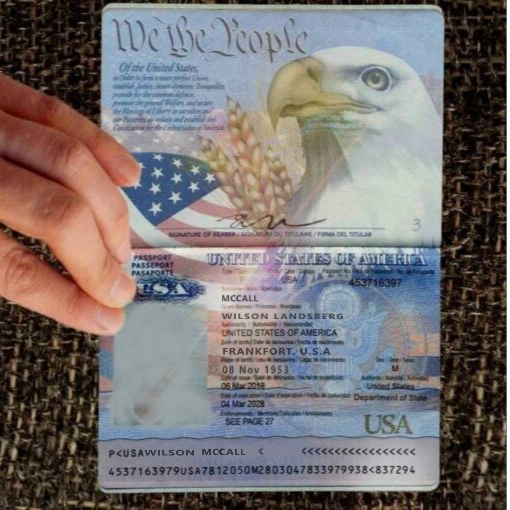 We the People
Of the United States,
in Order to form a more perfect Union,
establish Justice, insure domestic Tranquility,
provide for the common defence,
promote the general Welfare, and secure
the Blessings of Liberty to ourselves and
our Posterity, do ordain and establish this
Constitution for the United States of America.
SIGNATURE OF BEARER / SIGNATURE DU TITULAIRE / FIRMA DEL TITULAR
3
PASSPORT
PASSEPORT
PASAPORTE
UNITED STATES OF AMERICA
USA
USA
453716397
MCCALL
WILSON LANDSBERG
UNITED STATES OF AMERICA
FRANKFORT, U.S.A
08 Nov 1953
M
06 Mar 2018
United States
04 Mar 2028
Department of State
SEE PAGE 27
USA
P<USAWILSON MCCALL < <<<<<<<<<<<<<<<<<<
4537163979USA7812050M2803047833979938<837294